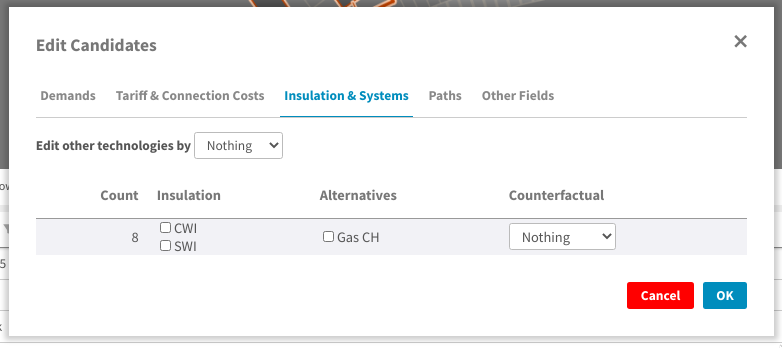 Edit Candidates
Demands Tariff & Connection Costs Insulation & Systems Paths Other Fields
Edit other technologies by Nothing
Count Insulation Alternatives Counterfactual
CWI
8 Gas CH Nothing
SWI
Cancel OK
5